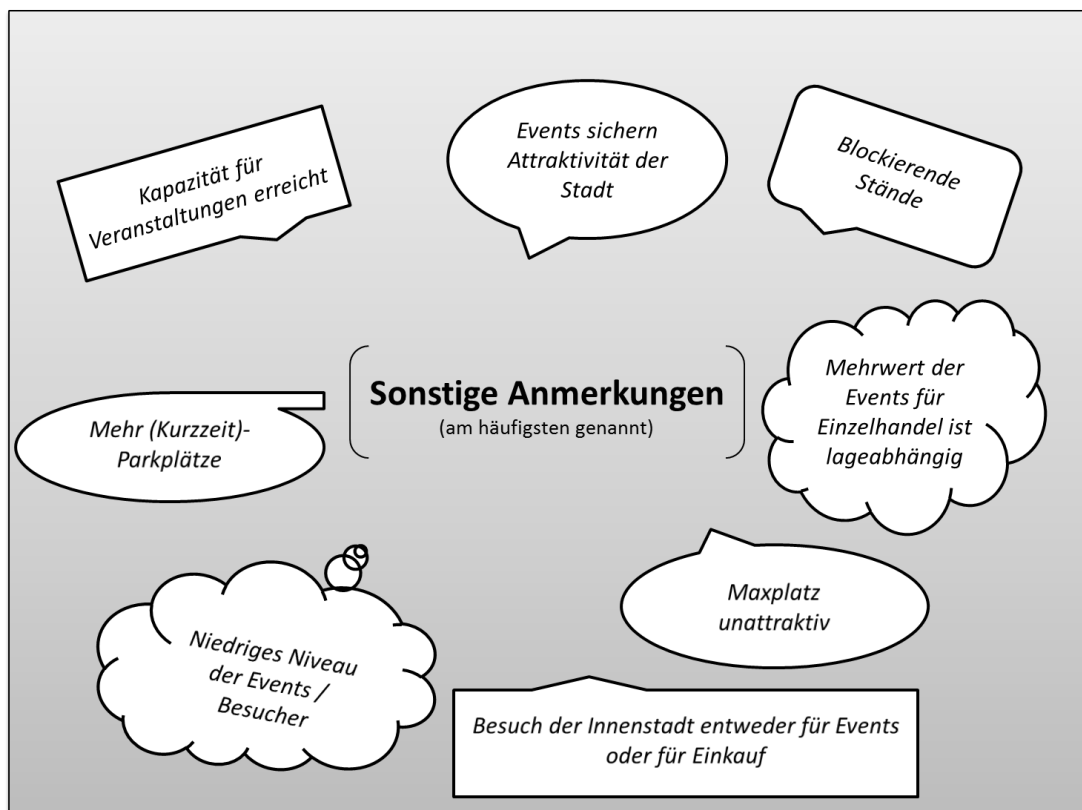 Kapazität für
Veranstaltungen erreicht
Events sichern
Attraktivität der
Stadt
Blockierende
Stände
Sonstige Anmerkungen
(am häufigsten genannt)
Mehrwert der
Events für
Einzelhandel ist
lageabhängig
Mehr (Kurzzeit)-
Parkplätze
Maxplatz
unattraktiv
Niedriges Niveau
der Events /
Besucher
Besuch der Innenstadt entweder für Events
oder für Einkauf